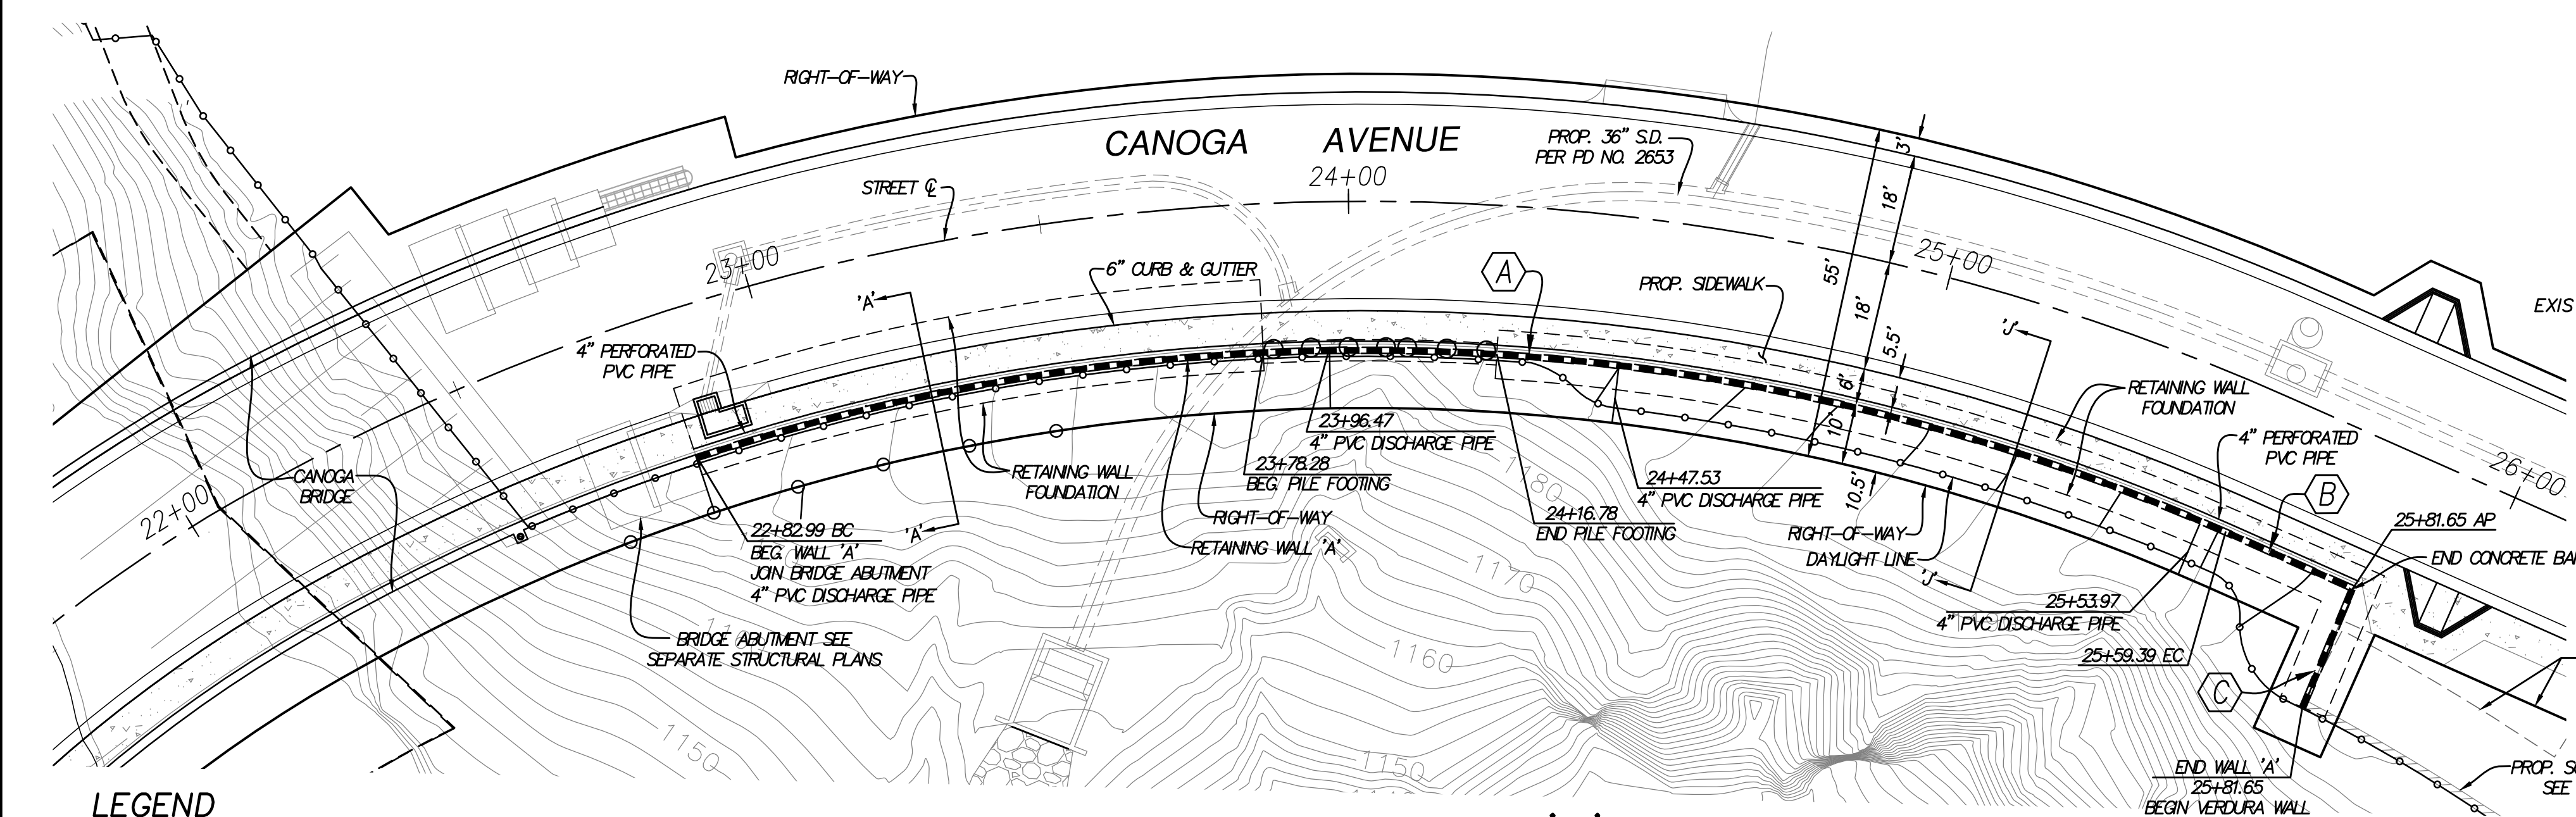 RIGHT-OF-WAY
CANOGA AVENUE
PROP. 36" S.D.
PER PD NO. 2653
24+00
STREET ℄
3'
18'
55'
18'
5.5'
6'
10'
10.5'
23+00
25+00
26+00
22+00
6" CURB & GUTTER
A
PROP. SIDEWALK
'A'
'A'
'J'
'J'
EXIS
4" PERFORATED
PVC PIPE
RETAINING WALL
FOUNDATION
4" PERFORATED
PVC PIPE
B
CANOGA
BRIDGE
RETAINING WALL
FOUNDATION
23+96.47
4" PVC DISCHARGE PIPE
23+78.28
BEG. PILE FOOTING
RIGHT-OF-WAY
RETAINING WALL 'A'
24+47.53
4" PVC DISCHARGE PIPE
24+16.78
END PILE FOOTING
RIGHT-OF-WAY
DAYLIGHT LINE
25+81.65 AP
END CONCRETE BA
22+82.99 BC
BEG. WALL 'A'
JOIN BRIDGE ABUTMENT
4" PVC DISCHARGE PIPE
BRIDGE ABUTMENT SEE
SEPARATE STRUCTURAL PLANS
25+53.97
4" PVC DISCHARGE PIPE
25+59.39 EC
C
1180
1170
1160
1150
1150
END WALL 'A'
25+81.65
BEGIN VERDURA WALL
PROP. S
SEE
LEGEND